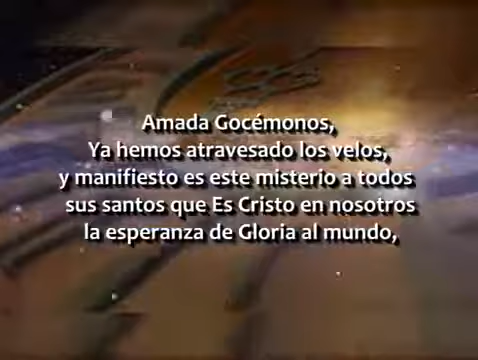 Amada Gocémonos,
Ya hemos atravesado los velos,
y manifiesto es este misterio a todos
sus santos que Es Cristo en nosotros
la esperanza de Gloria al mundo,